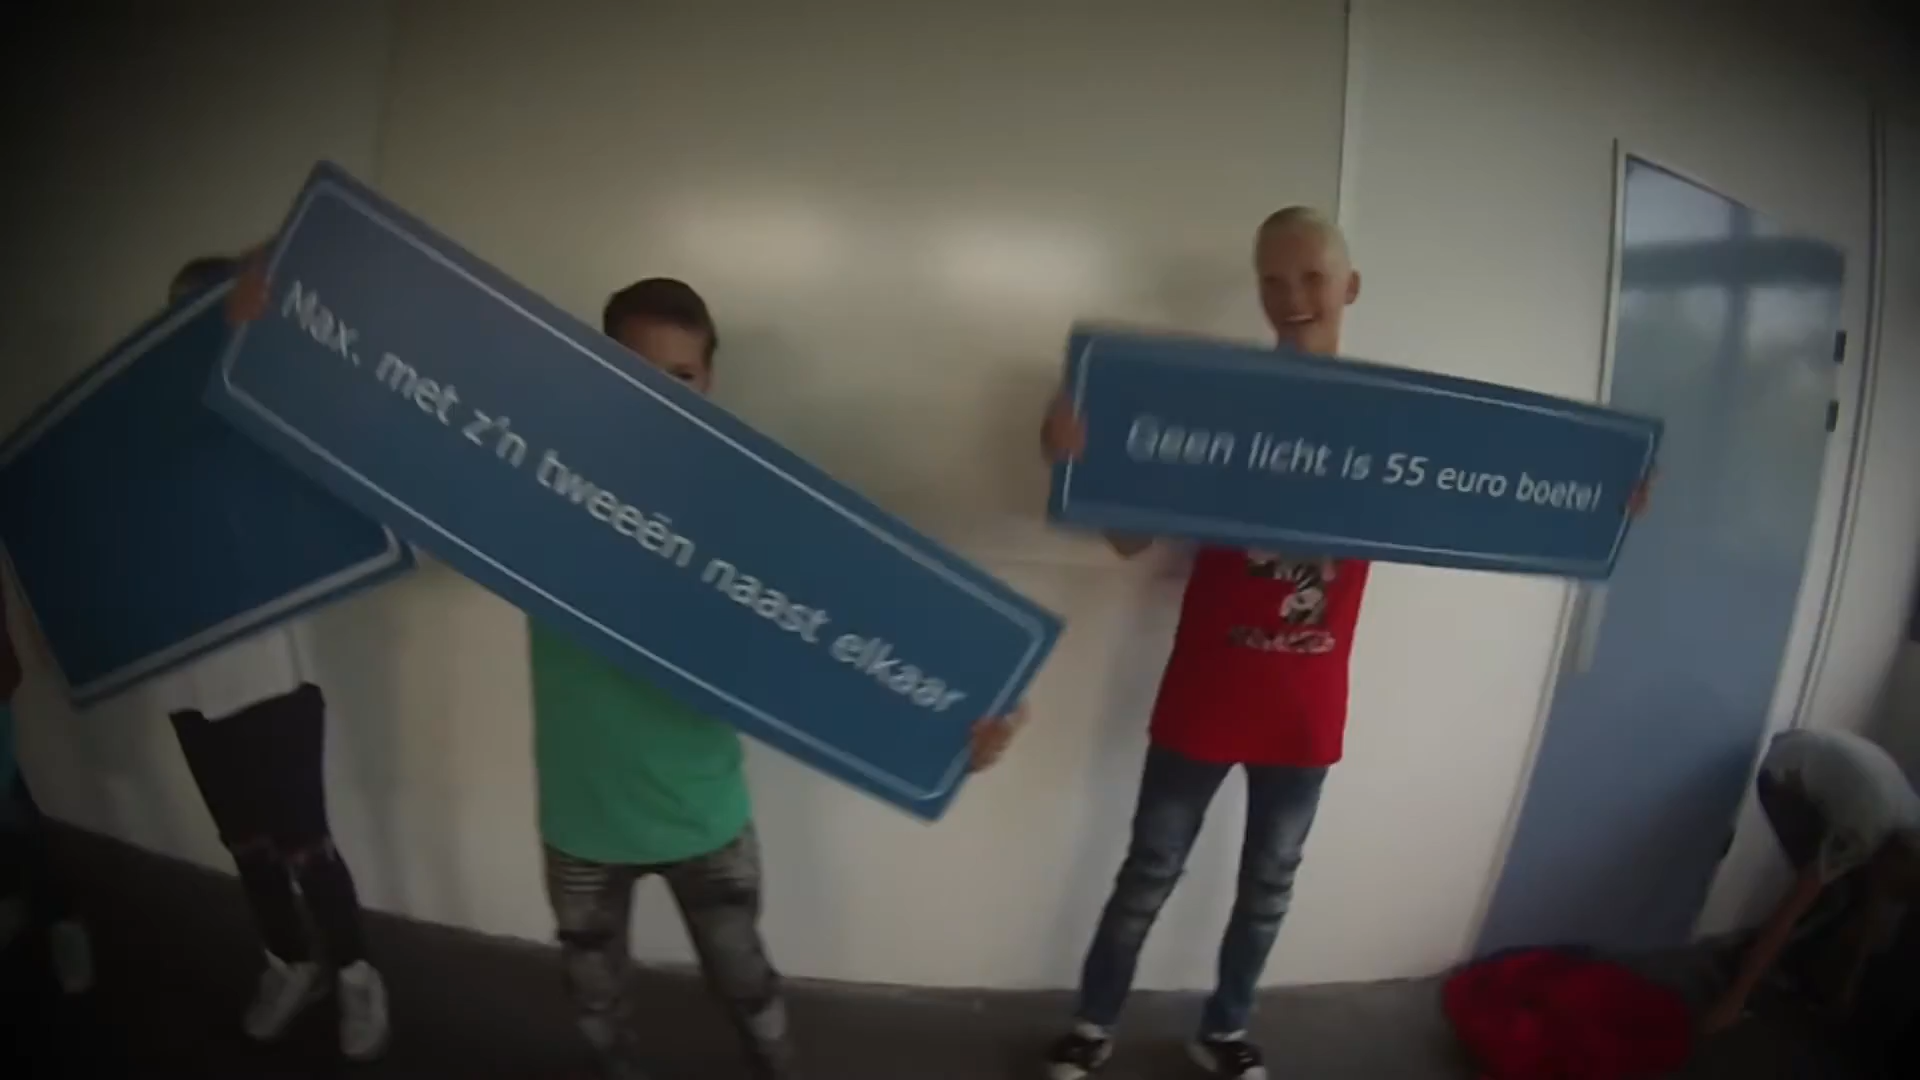 Max. met z'n tweeën naast elkaar
Geen licht is 55 euro boete!